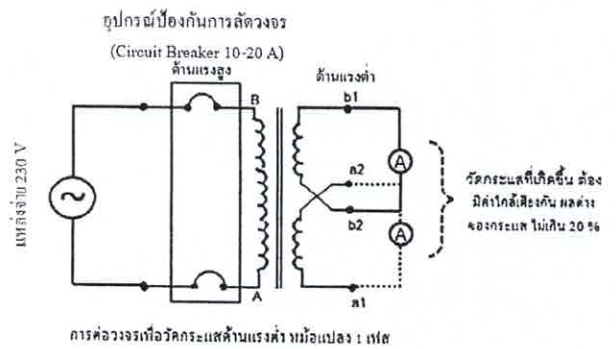 อุปกรณ์ป้องกันการลัดวงจร
(Circuit Breaker 10-20 A)
ด้านแรงสูง
ด้านแรงต่ำ
B
b1
A
a2
วัดกระแสที่เกิดขึ้น ต้อง
มีค่าใกล้เคียงกัน ผลต่าง
ของกระแส ไม่เกิน 20 %
แหล่งจ่าย 230 V
b2
A
A
a1
การต่อวงจรเพื่อวัดกระแสด้านแรงต่ำ หม้อแปลง 1 เฟส